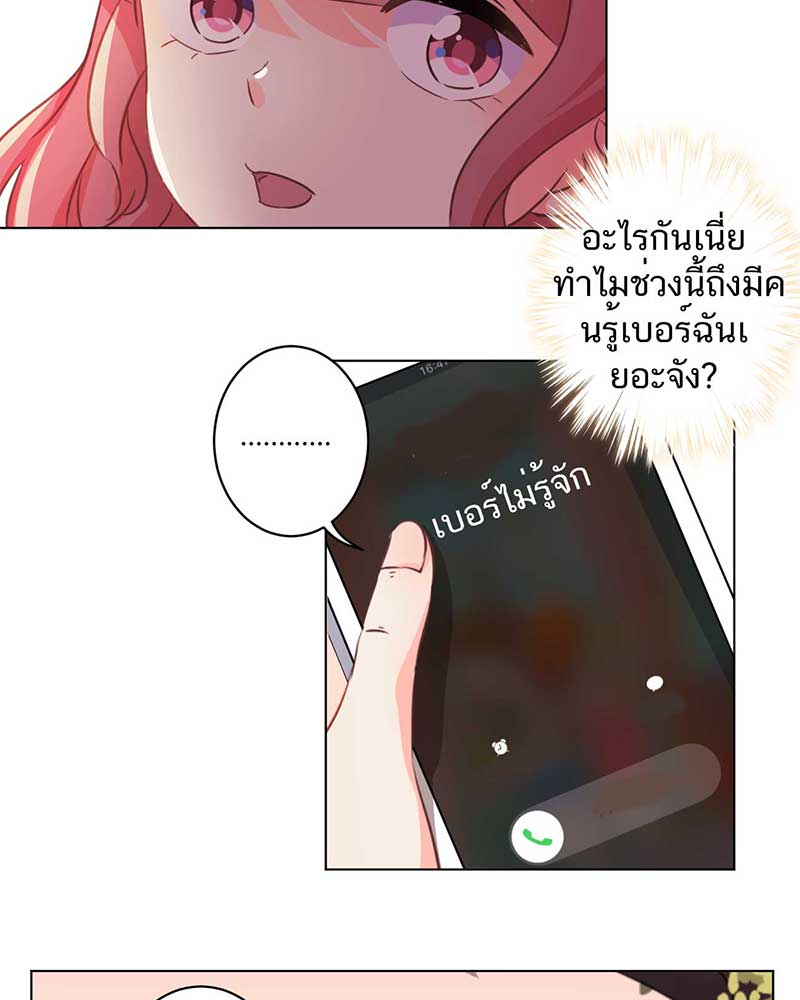 อะไรกันเนี่ย
ทำไมช่วงนี้ถึงมีค
นรู้เบอร์ฉันเ
ยอะจัง?
............
16:47
เบอร์ไม่รู้จัก